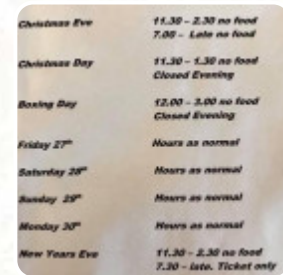 Christmas Eve 11.30 – 2.30 no food
7.00 – Late no food
Christmas Day 11.30 – 1.30 no food
Closed Evening
Boxing Day 12.00 – 3.00 no food
Closed Evening
Friday 27th Hours as normal
Saturday 28th Hours as normal
Sunday 29th Hours as normal
Monday 30th Hours as normal
New Years Eve 11.30 – 2.30 no food
7.30 – late. Ticket only